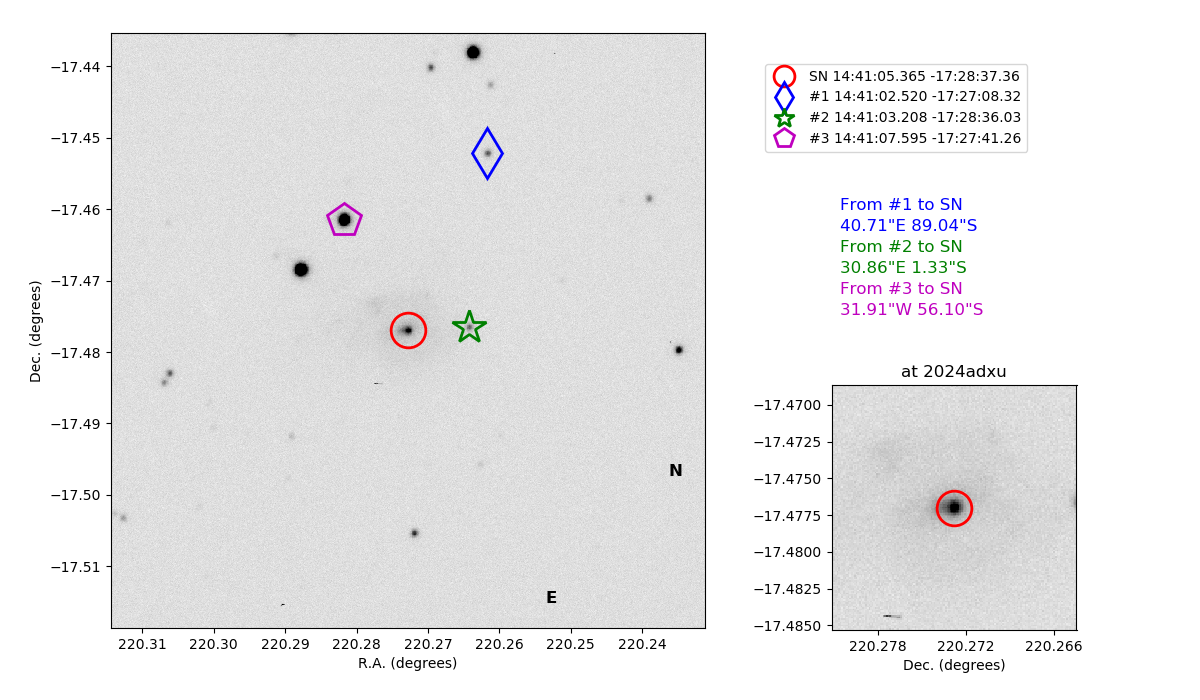 −17.44
−17.45
−17.46
−17.47
−17.48
−17.49
−17.50
−17.51
Dec. (degrees)
220.31 220.30 220.29 220.28 220.27 220.26 220.25 220.24
R.A. (degrees)
N
E
SN 14:41:05.365 -17:28:37.36
#1 14:41:02.520 -17:27:08.32
#2 14:41:03.208 -17:28:36.03
#3 14:41:07.595 -17:27:41.26
From #1 to SN
40.71"E 89.04"S
From #2 to SN
30.86"E 1.33"S
From #3 to SN
31.91"W 56.10"S
at 2024adxu
−17.4700
−17.4725
−17.4750
−17.4775
−17.4800
−17.4825
−17.4850
220.278 220.272 220.266
Dec. (degrees)